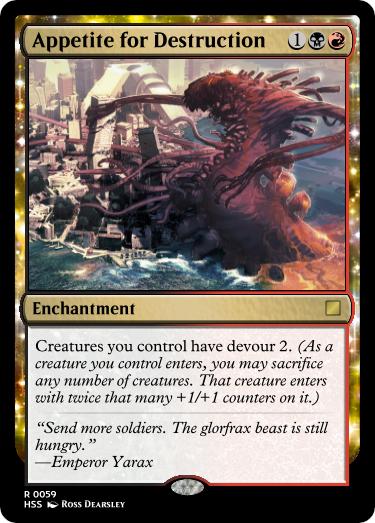 Appetite for Destruction 1
Enchantment
Creatures you control have devour 2. (As a
creature you control enters, you may sacrifice
any number of creatures. That creature enters
with twice that many +1/+1 counters on it.)
“Send more soldiers. The glorfrax beast is still
hungry.”
—Emperor Yarax
R 0059
HSS Ross Dearsley